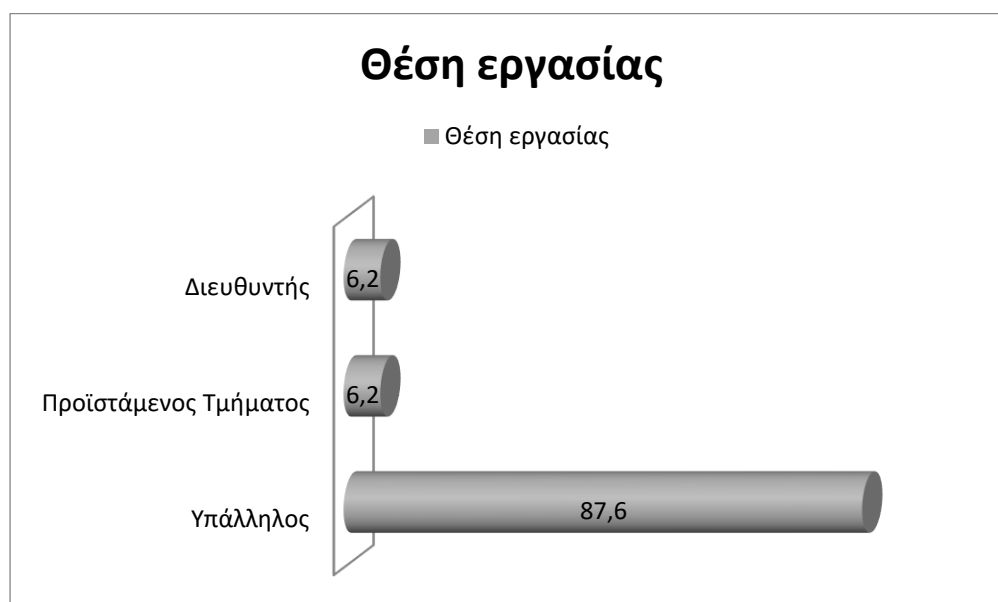 Θέση εργασίας
Θέση εργασίας
Διευθυντής
6,2
Προϊστάμενος Τμήματος
6,2
Υπάλληλος
87,6